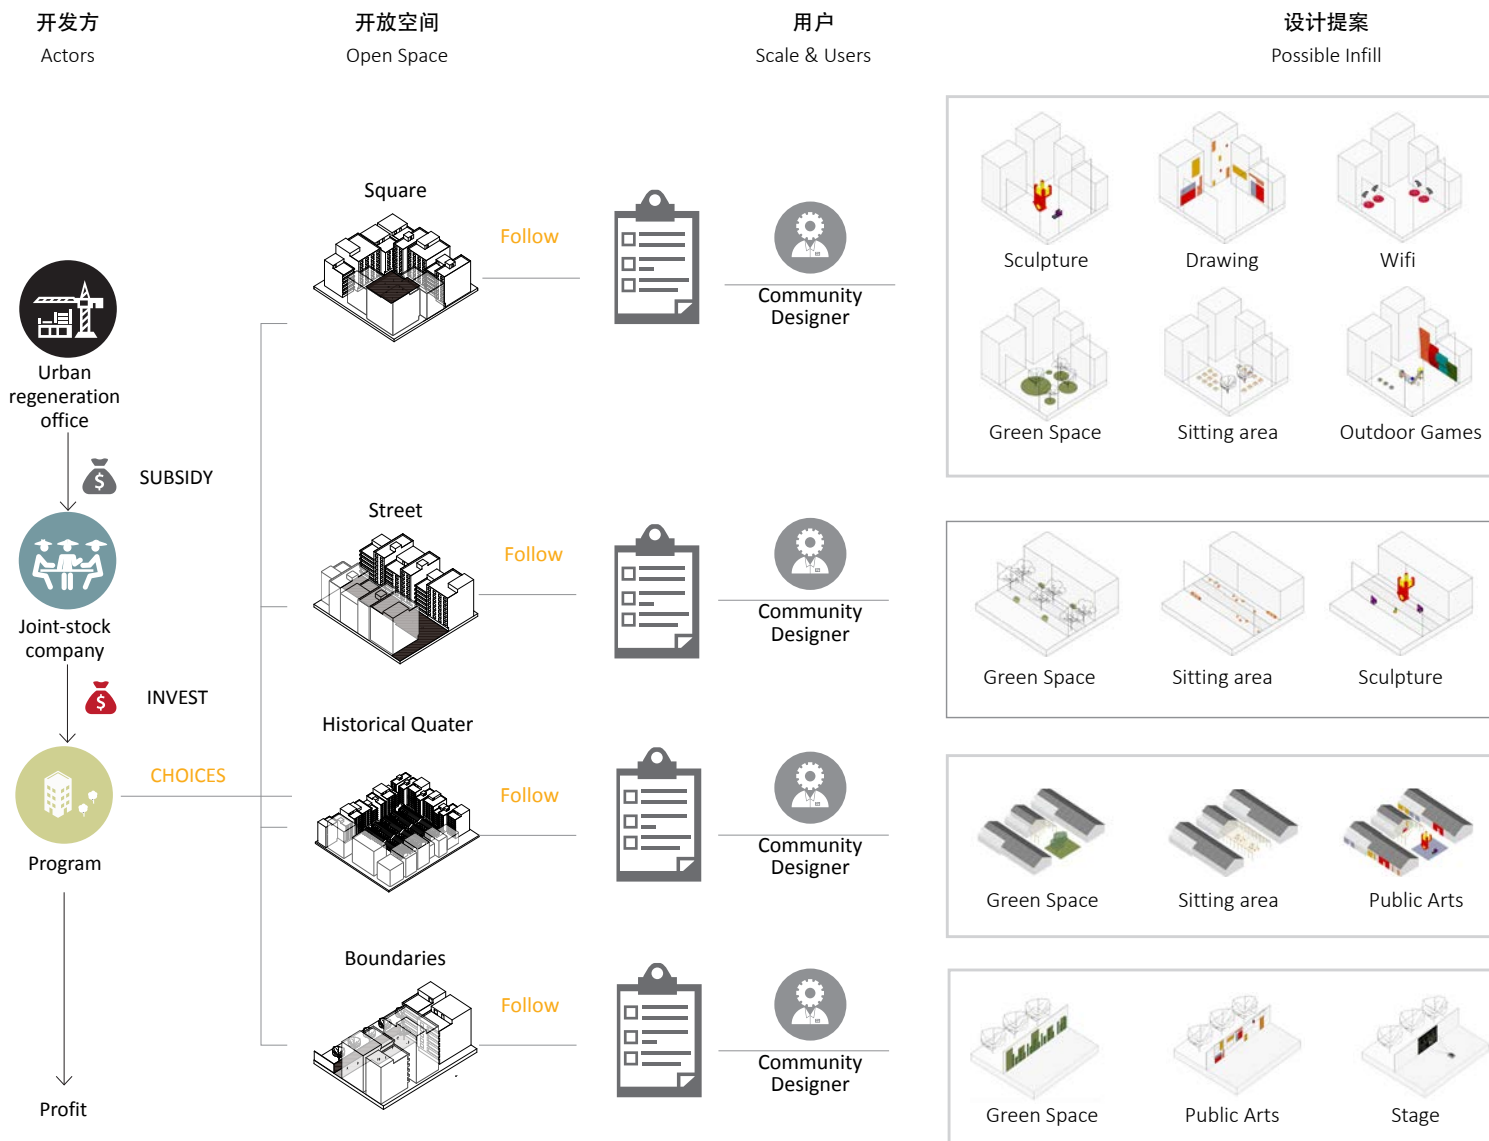 开发方
Actors
开放空间
Open Space
用户
Scale & Users
设计提案
Possible Infill
Urban
regeneration
office
$
SUBSIDY
Joint-stock
company
$
INVEST
Program
CHOICES
Profit
Square
Follow
Community
Designer
Sculpture
Drawing
Wifi
Green Space
Sitting area
Outdoor Games
Street
Follow
Community
Designer
Green Space
Sitting area
Sculpture
Historical Quater
Follow
Community
Designer
Green Space
Sitting area
Public Arts
Boundaries
Follow
Community
Designer
Green Space
Public Arts
Stage